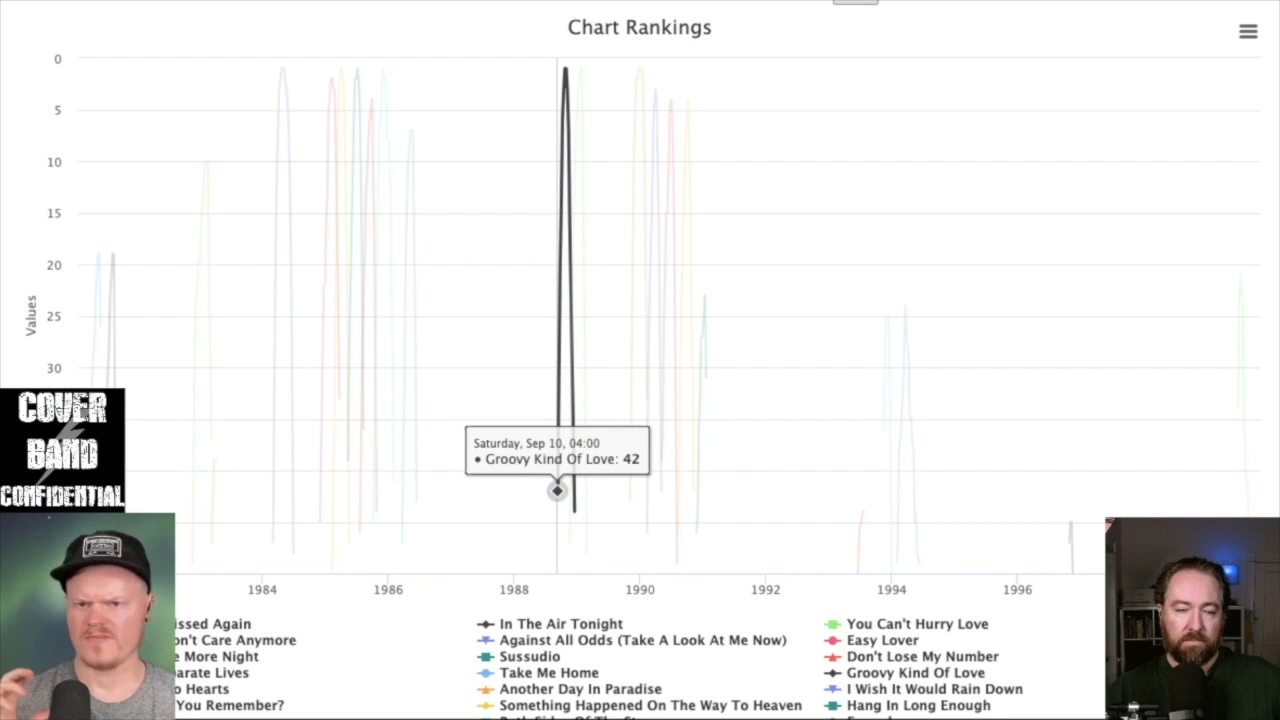 Chart Rankings
0
5
10
15
20
25
30
Values
COVER
BAND
CONFIDENTIAL
Saturday, Sep 10, 04:00
Groovy Kind Of Love: 42
1984
1986
1988
1990
1992
1994
1996
issed Again
In The Air Tonight
You Can't Hurry Love
on't Care Anymore
Against All Odds (Take A Look At Me Now)
Easy Lover
e More Night
Sussudio
Don't Lose My Number
arate Lives
Take Me Home
Groovy Kind Of Love
o Hearts
Another Day In Paradise
I Wish It Would Rain Down
You Remember?
Something Happened On The Way To Heaven
Hang In Long Enough